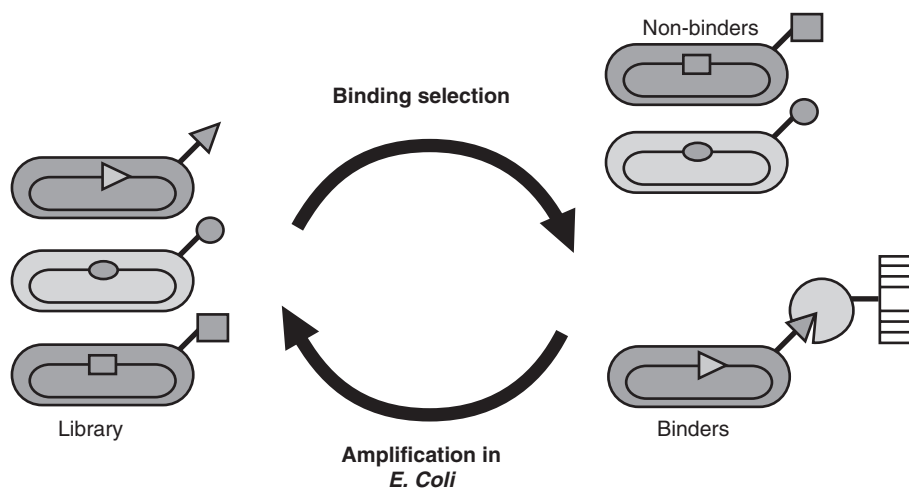 Non-binders
Binding selection
Library
Binders
Amplification in
E. Coli